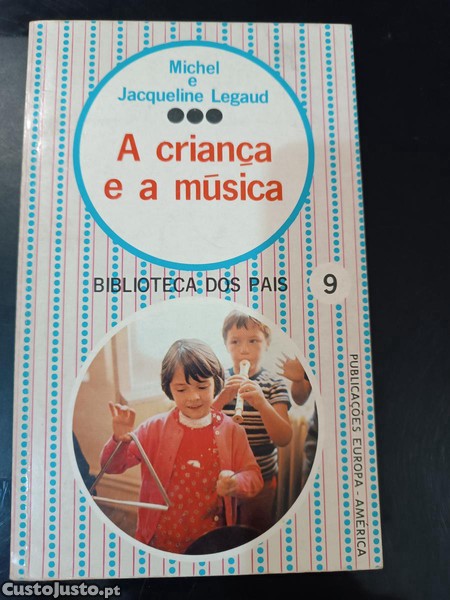 Michel
e
Jacqueline Legaud
A criança
e a música
BIBLIOTECA DOS PAIS 9
PUBLICAÇÕES EUROPA-AMÉRICA
CustoJusto.pt